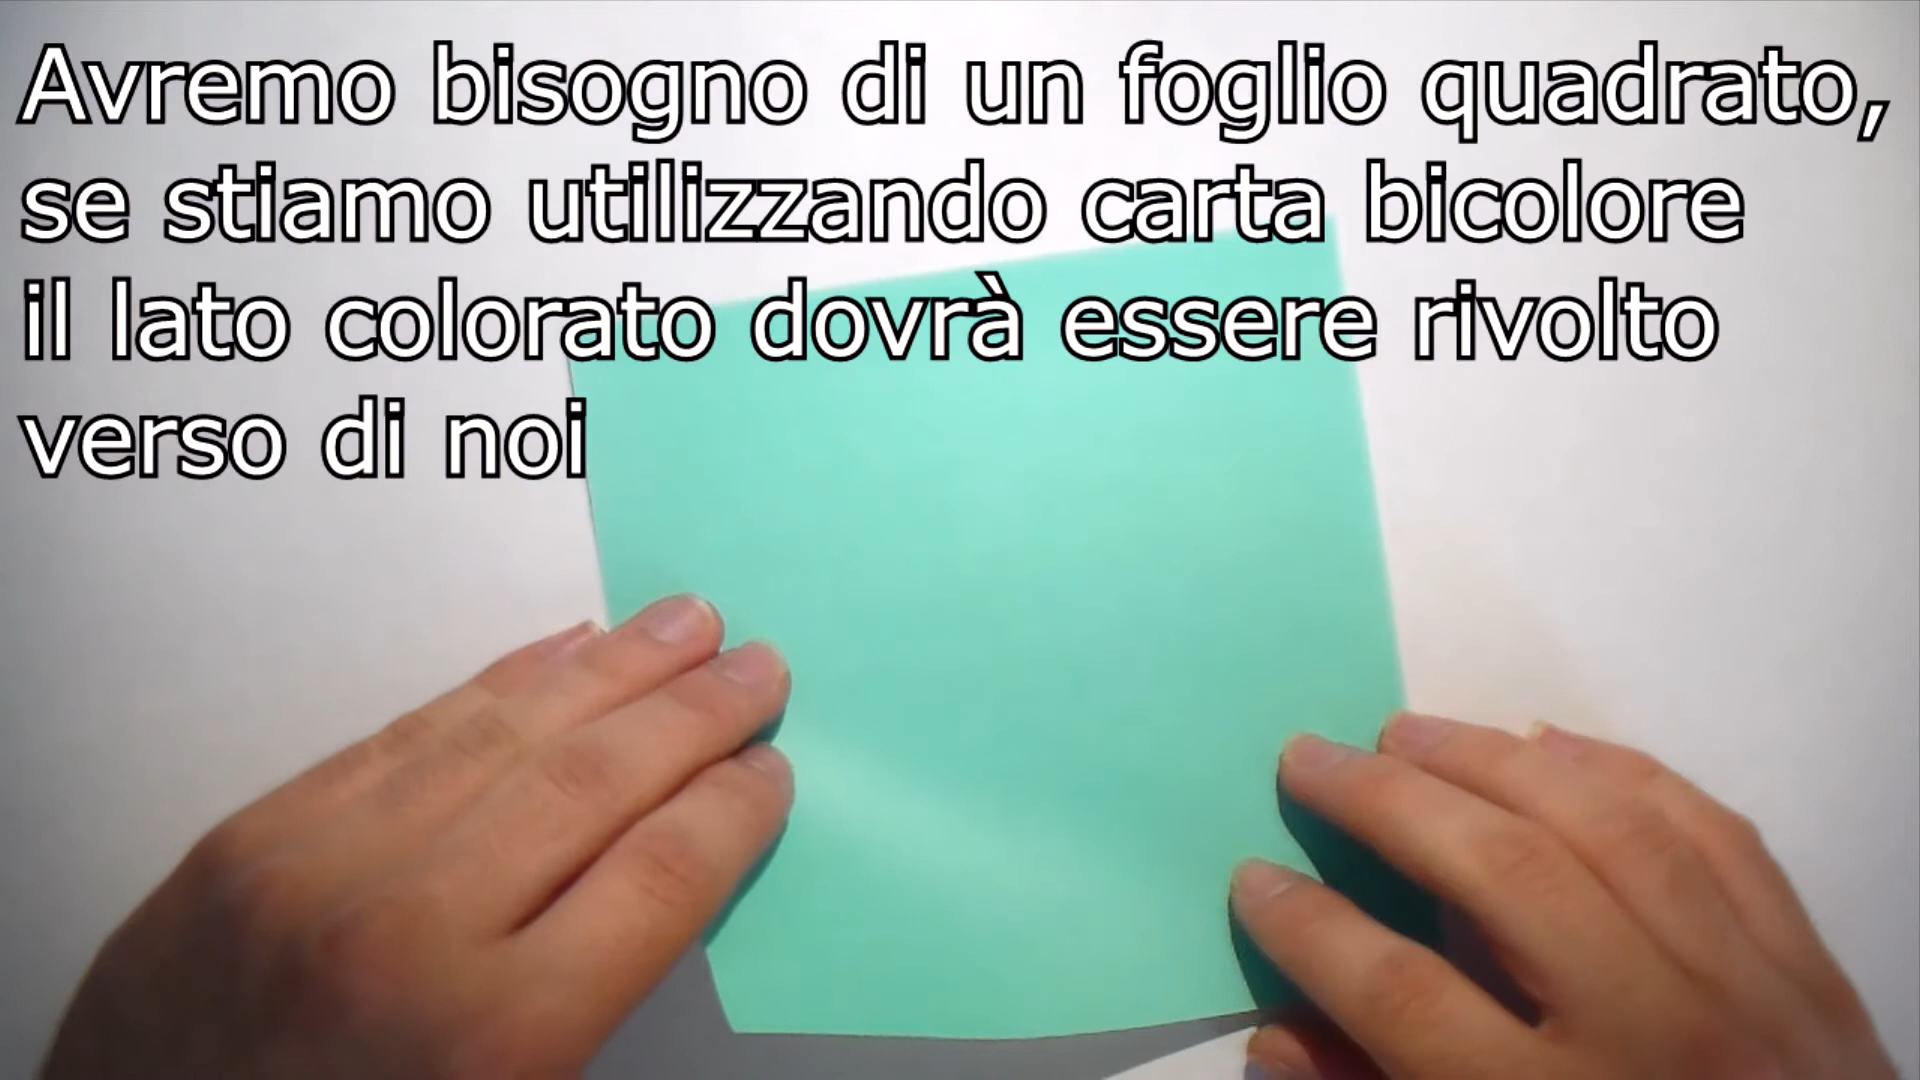 Avremo bisogno di un foglio quadrato,
se stiamo utilizzando carta bicolore
il lato colorato dovrà essere rivolto
verso di noi